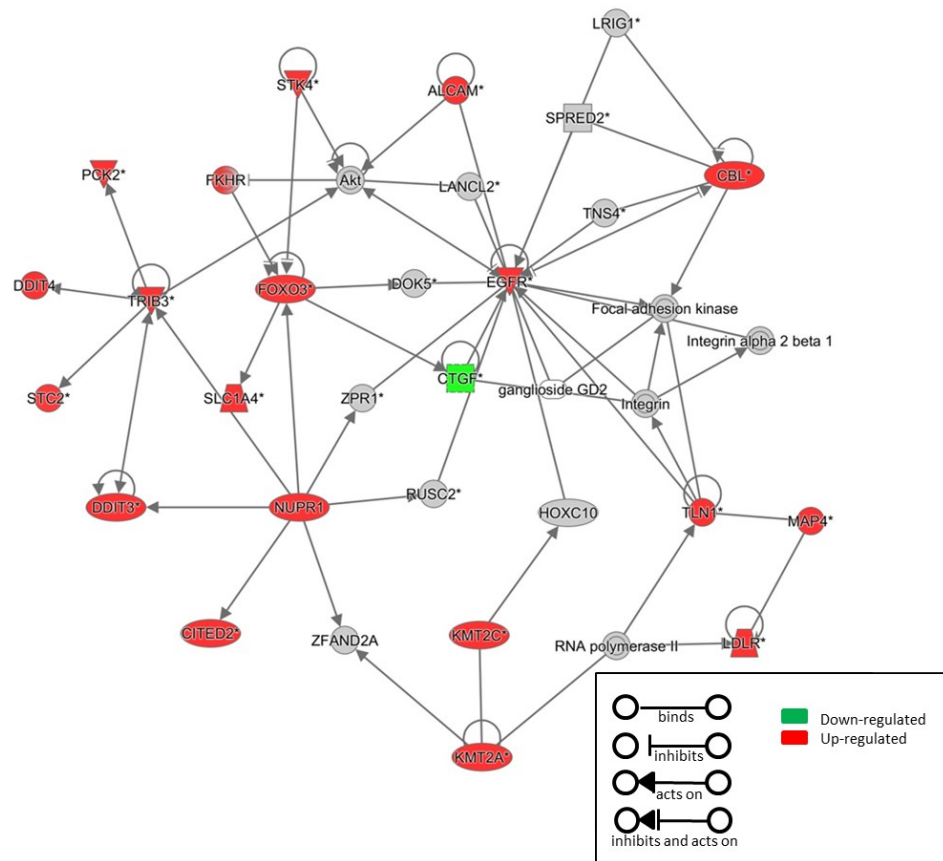 LRIG1*
STK4*
ALCAM*
SPRED2*
PCK2*
FKHR
Akt
LANCL2*
CBL*
TNS4*
DDIT4
TRIB3*
FOXO3*
DOK5*
EGFR*
Focal-adhesion kinase
Integrin alpha 2 beta 1
STC2*
SLC1A4*
ZPR1*
CTGF*
ganglioside GD2
Integrin
DDIT3*
NUPR1
RUSC2*
HOXC10
TLN1*
MAP4*
CITED2*
ZFAND2A
KMT2C*
RNA polymerase II
LDLR*
KMT2A*
binds
inhibits
acts on
inhibits and acts on
Down-regulated
Up-regulated